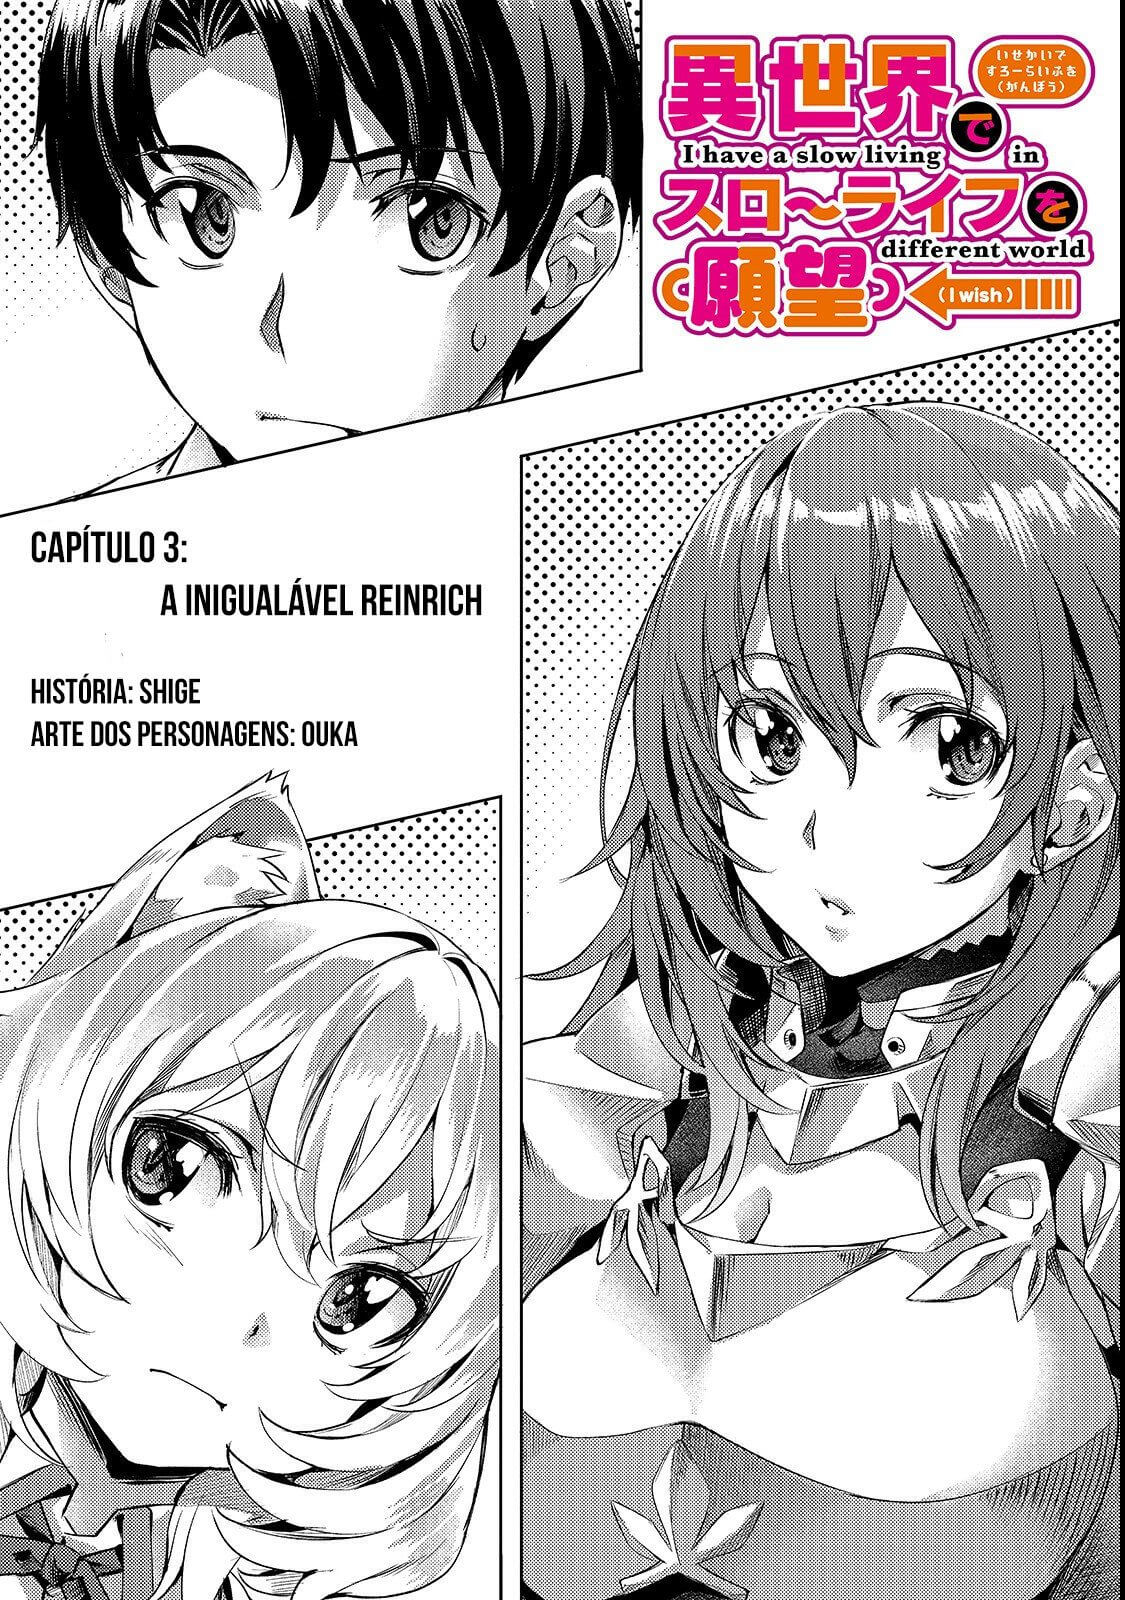 異世界で
いせかいで
すろーらいふを
(がんぼう)
I have a slow living in
スロ〜ライフを
different world
(願望)
(I wish)
CAPÍTULO 3:
A INIGUALÁVEL REINRICH
HISTÓRIA: SHIGE
ARTE DOS PERSONAGENS: OUKA